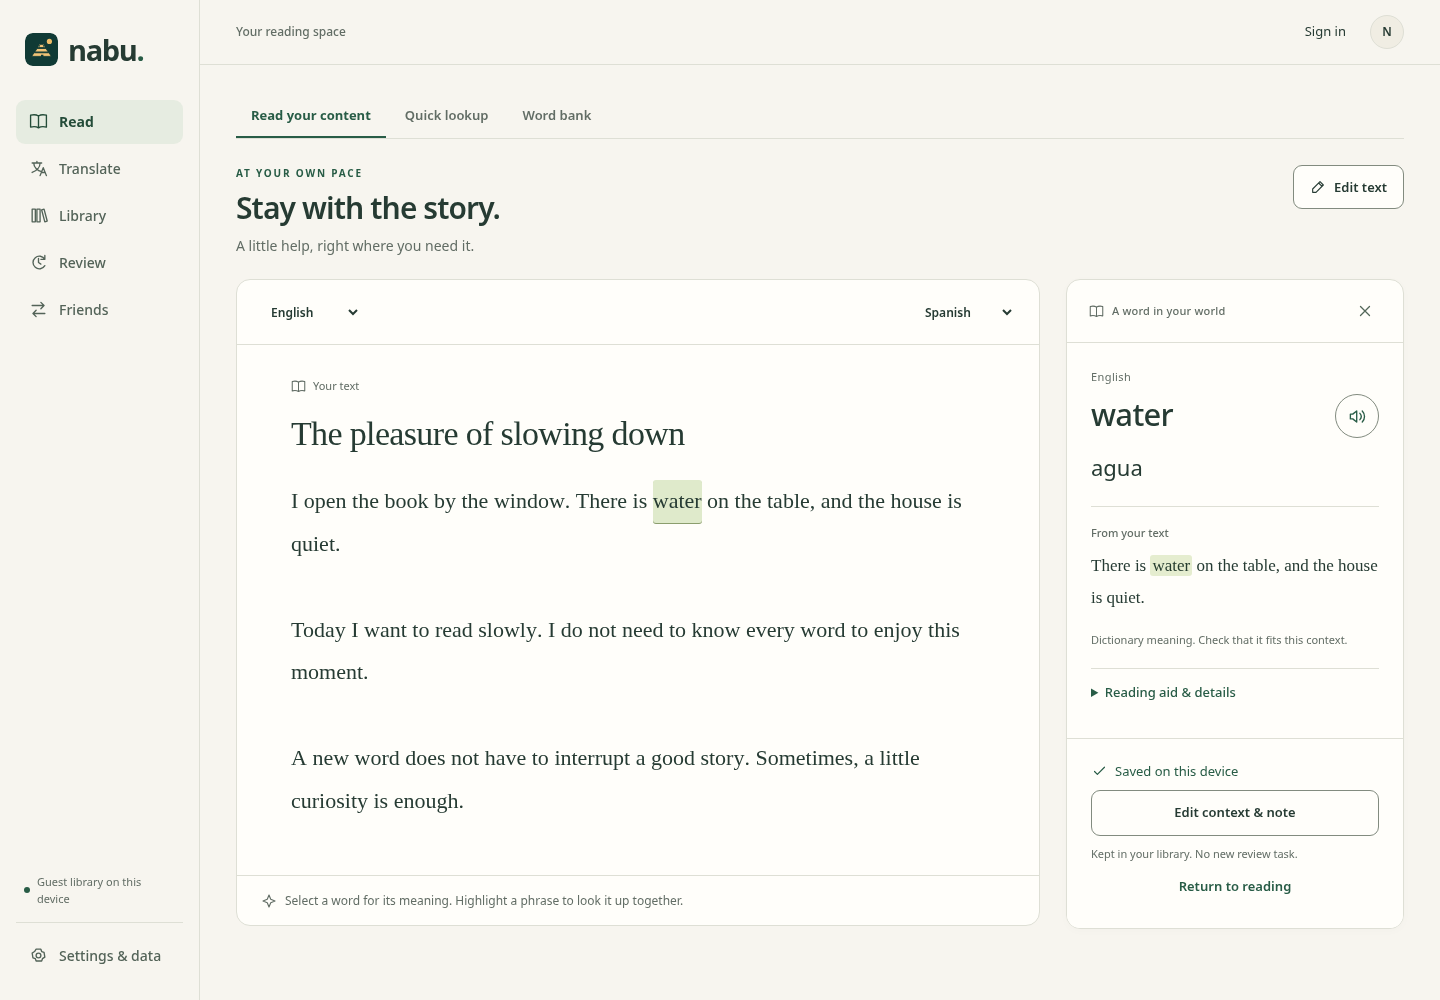 nabu.
Read
Translate
Library
Review
Friends
Guest library on this
device
Settings & data
Your reading space
Sign in
N
Read your content
Quick lookup
Word bank
AT YOUR OWN PACE
Stay with the story.
A little help, right where you need it.
Edit text
English
Spanish
Your text
The pleasure of slowing down
I open the book by the window. There is water on the table, and the house is
quiet.
Today I want to read slowly. I do not need to know every word to enjoy this
moment.
A new word does not have to interrupt a good story. Sometimes, a little
curiosity is enough.
Select a word for its meaning. Highlight a phrase to look it up together.
A word in your world
English
water
agua
From your text
There is water on the table, and the house
is quiet.
Dictionary meaning. Check that it fits this context.
Reading aid & details
Saved on this device
Edit context & note
Kept in your library. No new review task.
Return to reading